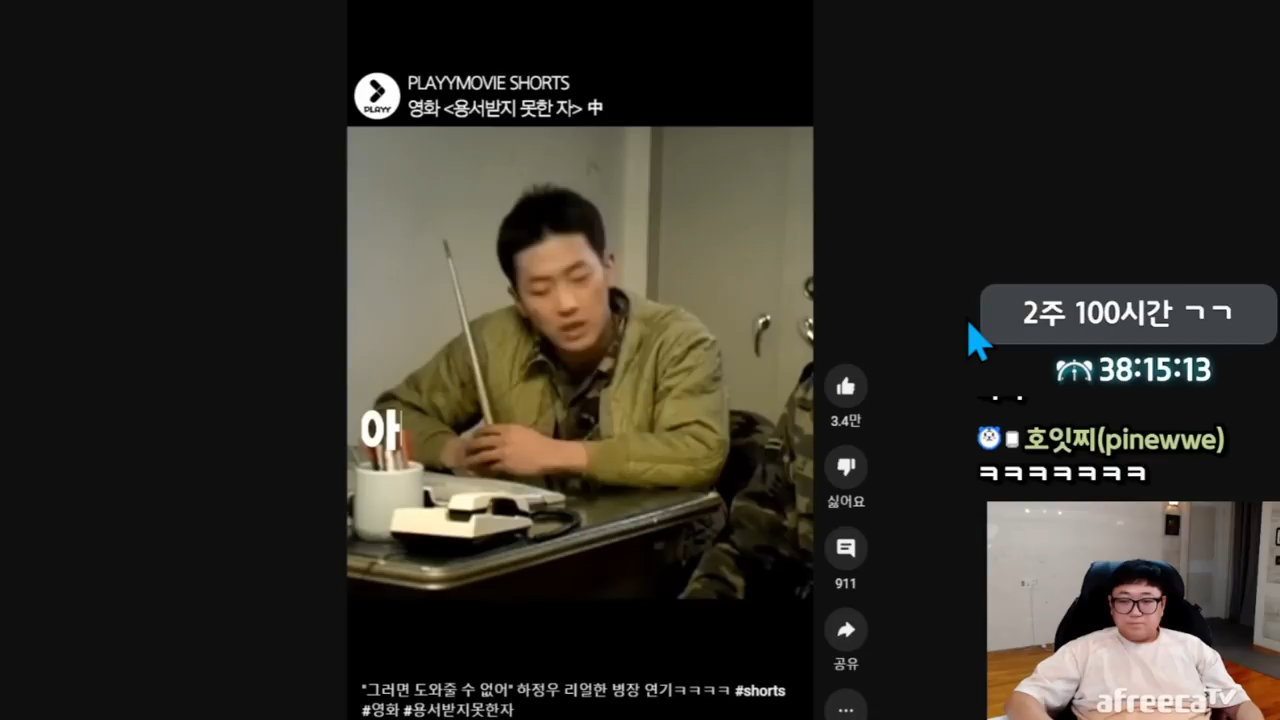 PLAYYMOVIE SHORTS
영화 <용서받지 못한 자> 中
PLAYY
아
3.4만
싫어요
911
공유
"그러면 도와줄 수 없어" 하정우 리얼한 병장 연기ㅋㅋㅋㅋ #shorts
#영화 #용서받지못한자
2주 100시간 ㄱㄱ
38:15:13
호잇찌(pinewwe)
ㅋㅋㅋㅋㅋㅋㅋ
afreecaTV